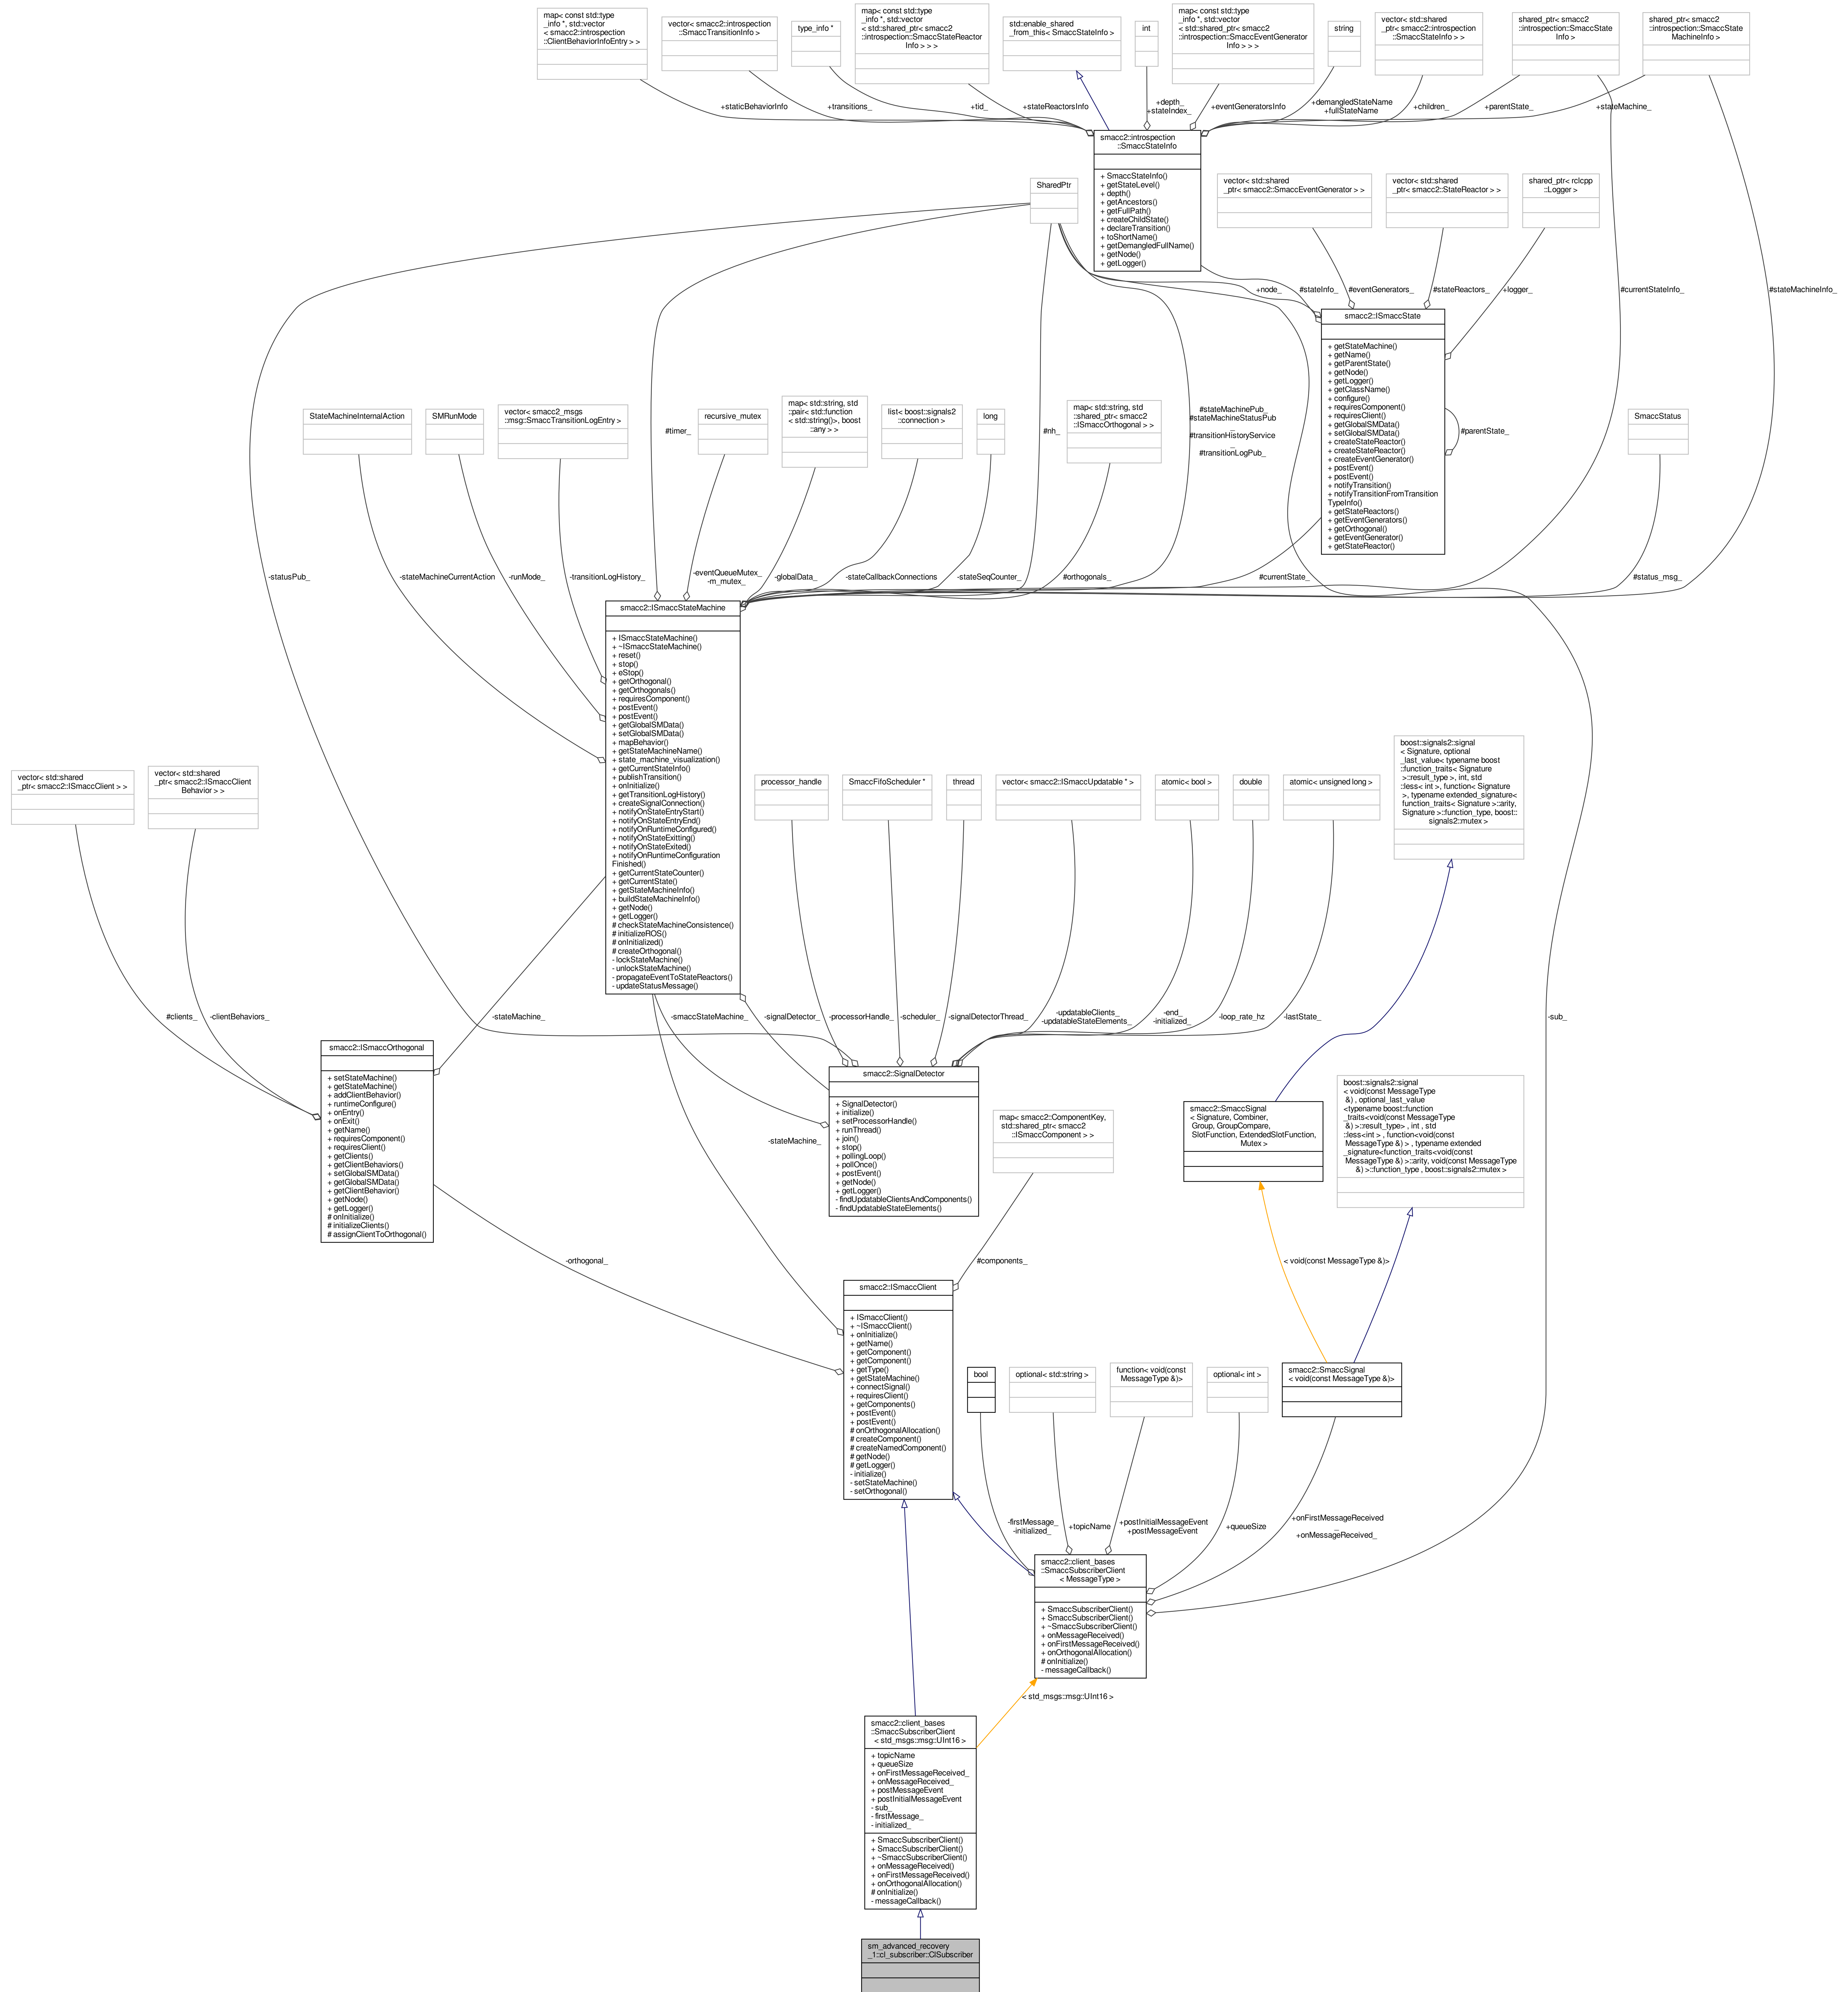 map< const std::type
_info *, std::vector
< smacc2::introspection
::ClientBehaviorInfoEntry > >
vector< smacc2::introspection
::SmaccTransitionInfo >
type_info *
map< const std::type
_info *, std::vector
< std::shared_ptr< smacc2
::introspection::SmaccStateReactor
Info > > >
std::enable_shared
_from_this< SmaccStateInfo >
int
map< const std::type
_info *, std::vector
< std::shared_ptr< smacc2
::introspection::SmaccEventGenerator
Info > > >
string
vector< std::shared
_ptr< smacc2::introspection
::SmaccStateInfo > >
shared_ptr< smacc2
::introspection::SmaccState
Info >
shared_ptr< smacc2
::introspection::SmaccState
MachineInfo >
+staticBehaviorInfo
+transitions_
+tid_
+stateReactorsInfo
+depth_
+stateIndex_
+eventGeneratorsInfo
+demangledStateName
+fullStateName
+children_
+parentState_
+stateMachine_
smacc2::introspection
::SmaccStateInfo
+ SmaccStateInfo()
+ getStateLevel()
+ depth()
+ getAncestors()
+ getFullPath()
+ createChildState()
+ declareTransition()
+ toShortName()
+ getDemangledFullName()
+ getNode()
+ getLogger()
SharedPtr
vector< std::shared
_ptr< smacc2::SmaccEventGenerator > >
vector< std::shared
_ptr< smacc2::StateReactor > >
shared_ptr< rclcpp
::Logger >
+node_
#stateInfo_
#eventGenerators_
#stateReactors_
+logger_
#currentStateInfo_
#stateMachineInfo_
smacc2::ISmaccState
+ getStateMachine()
+ getName()
+ getParentState()
+ getNode()
+ getLogger()
+ getClassName()
+ configure()
+ requiresComponent()
+ requiresClient()
+ getGlobalSMData()
+ setGlobalSMData()
+ createStateReactor()
+ createStateReactor()
+ createEventGenerator()
+ postEvent()
+ postEvent()
+ notifyTransition()
+ notifyTransitionFromTransition
TypeInfo()
+ getStateReactors()
+ getEventGenerators()
+ getOrthogonal()
+ getEventGenerator()
+ getStateReactor()
#parentState_
StateMachineInternalAction
SMRunMode
vector< smacc2_msgs
::msg::SmaccTransitionLogEntry >
#timer_
recursive_mutex
map< std::string, std
::pair< std::function
< std::string()>, boost
::any > >
list< boost::signals2
::connection >
long
#nh_
map< std::string, std
::shared_ptr< smacc2
::ISmaccOrthogonal > >
#stateMachinePub_
#stateMachineStatusPub
_
#transitionHistoryService
_
#transitionLogPub_
SmaccStatus
-statusPub_
-stateMachineCurrentAction
-runMode_
-transitionLogHistory_
-eventQueueMutex_
-m_mutex_
-globalData_
-stateCallbackConnections
-stateSeqCounter_
#orthogonals_
#currentState_
#status_msg_
smacc2::ISmaccStateMachine
+ ISmaccStateMachine()
+ ~ISmaccStateMachine()
+ reset()
+ stop()
+ eStop()
+ getOrthogonal()
+ getOrthogonals()
+ requiresComponent()
+ postEvent()
+ postEvent()
+ getGlobalSMData()
+ setGlobalSMData()
+ mapBehavior()
+ getStateMachineName()
+ state_machine_visualization()
+ getCurrentStateInfo()
+ publishTransition()
+ onInitialize()
+ getTransitionLogHistory()
+ createSignalConnection()
+ notifyOnStateEntryStart()
+ notifyOnStateEntryEnd()
+ notifyOnRuntimeConfigured()
+ notifyOnStateExitting()
+ notifyOnStateExited()
+ notifyOnRuntimeConfiguration
Finished()
+ getCurrentStateCounter()
+ getCurrentState()
+ getStateMachineInfo()
+ buildStateMachineInfo()
+ getNode()
+ getLogger()
# checkStateMachineConsistence()
# initializeROS()
# onInitialized()
# createOrthogonal()
- lockStateMachine()
- unlockStateMachine()
- propagateEventToStateReactors()
- updateStatusMessage()
vector< std::shared
_ptr< smacc2::ISmaccClient > >
vector< std::shared
_ptr< smacc2::ISmaccClient
Behavior > >
processor_handle
SmaccFifoScheduler *
thread
vector< smacc2::ISmaccUpdatable * >
atomic< bool >
double
atomic< unsigned long >
boost::signals2::signal
< Signature, optional
_last_value< typename boost
::function_traits< Signature
>::result_type >, int, std
::less< int >, function< Signature
>, typename extended_signature<
function_traits< Signature >::arity,
Signature >::function_type, boost::
signals2::mutex >
#clients_
-clientBehaviors_
-stateMachine_
-smaccStateMachine_
-signalDetector_
-processorHandle_
-scheduler_
-signalDetectorThread_
-updatableClients_
-updatableStateElements_
-end_
-initialized_
-loop_rate_hz
-lastState_
-sub_
smacc2::ISmaccOrthogonal
+ setStateMachine()
+ getStateMachine()
+ addClientBehavior()
+ runtimeConfigure()
+ onEntry()
+ onExit()
+ getName()
+ requiresComponent()
+ requiresClient()
+ getClients()
+ getClientBehaviors()
+ setGlobalSMData()
+ getGlobalSMData()
+ getClientBehavior()
+ getNode()
+ getLogger()
# onInitialize()
# initializeClients()
# assignClientToOrthogonal()
smacc2::SignalDetector
+ SignalDetector()
+ initialize()
+ setProcessorHandle()
+ runThread()
+ join()
+ stop()
+ pollingLoop()
+ pollOnce()
+ postEvent()
+ getNode()
+ getLogger()
- findUpdatableClientsAndComponents()
- findUpdatableStateElements()
-stateMachine_
map< smacc2::ComponentKey,
std::shared_ptr< smacc2
::ISmaccComponent > >
smacc2::SmaccSignal
< Signature, Combiner,
Group, GroupCompare,
SlotFunction, ExtendedSlotFunction,
Mutex >
boost::signals2::signal
< void(const MessageType
&) , optional_last_value
<typename boost::function
_traits<void(const MessageType
&) >::result_type> , int , std
::less<int > , function<void(const
MessageType &) > , typename extended
_signature<function_traits<void(const
MessageType &) >::arity, void(const MessageType
&) >::function_type , boost::signals2::mutex >
-orthogonal_
#components_
< void(const MessageType &)>
smacc2::ISmaccClient
+ ISmaccClient()
+ ~ISmaccClient()
+ onInitialize()
+ getName()
+ getComponent()
+ getComponent()
+ getType()
+ getStateMachine()
+ connectSignal()
+ requiresClient()
+ getComponents()
+ postEvent()
+ postEvent()
# onOrthogonalAllocation()
# createComponent()
# createNamedComponent()
# getNode()
# getLogger()
- initialize()
- setStateMachine()
- setOrthogonal()
bool
optional< std::string >
function< void(const
MessageType &)>
optional< int >
smacc2::SmaccSignal
< void(const MessageType &)>
-firstMessage_
-initialized_
+topicName
+postInitialMessageEvent
+postMessageEvent
+queueSize
+onFirstMessageReceived
_
+onMessageReceived_
smacc2::client_bases
::SmaccSubscriberClient
< MessageType >
+ SmaccSubscriberClient()
+ SmaccSubscriberClient()
+ ~SmaccSubscriberClient()
+ onMessageReceived()
+ onFirstMessageReceived()
+ onOrthogonalAllocation()
# onInitialize()
- messageCallback()
< std_msgs::msg::UInt16 >
smacc2::client_bases
::SmaccSubscriberClient
< std_msgs::msg::UInt16 >
+ topicName
+ queueSize
+ onFirstMessageReceived_
+ onMessageReceived_
+ postMessageEvent
+ postInitialMessageEvent
- sub_
- firstMessage_
- initialized_
+ SmaccSubscriberClient()
+ SmaccSubscriberClient()
+ ~SmaccSubscriberClient()
+ onMessageReceived()
+ onFirstMessageReceived()
+ onOrthogonalAllocation()
# onInitialize()
- messageCallback()
sm_advanced_recovery
_1::cl_subscriber::ClSubscriber